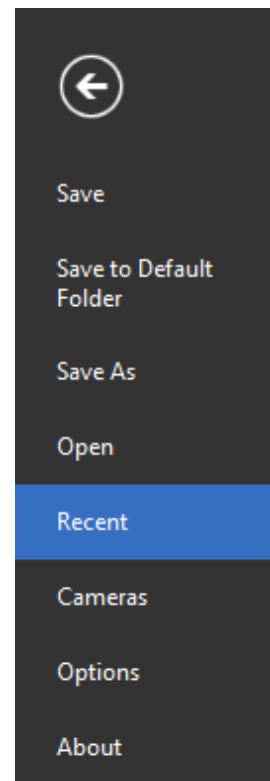 Save
Save to Default
Folder
Save As
Open
Recent
Cameras
Options
About